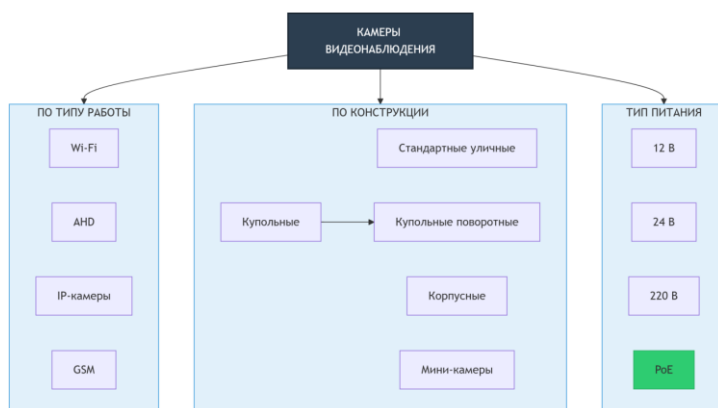 КАМЕРЫ
ВИДЕОНАБЛЮДЕНИЯ
ПО ТИПУ РАБОТЫ
Wi-Fi
AHD
IP-камеры
GSM
ПО КОНСТРУКЦИИ
Стандартные уличные
Купольные
Купольные поворотные
Корпусные
Мини-камеры
ТИП ПИТАНИЯ
12 В
24 В
220 В
PoE